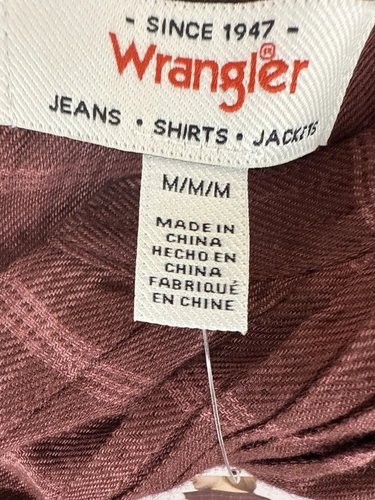 - SINCE 1947 -
Wrangler®
JEANS • SHIRTS • JACKETS
M/M/M
MADE IN
CHINA
HECHO EN
CHINA
FABRIQUÉ
EN CHINE